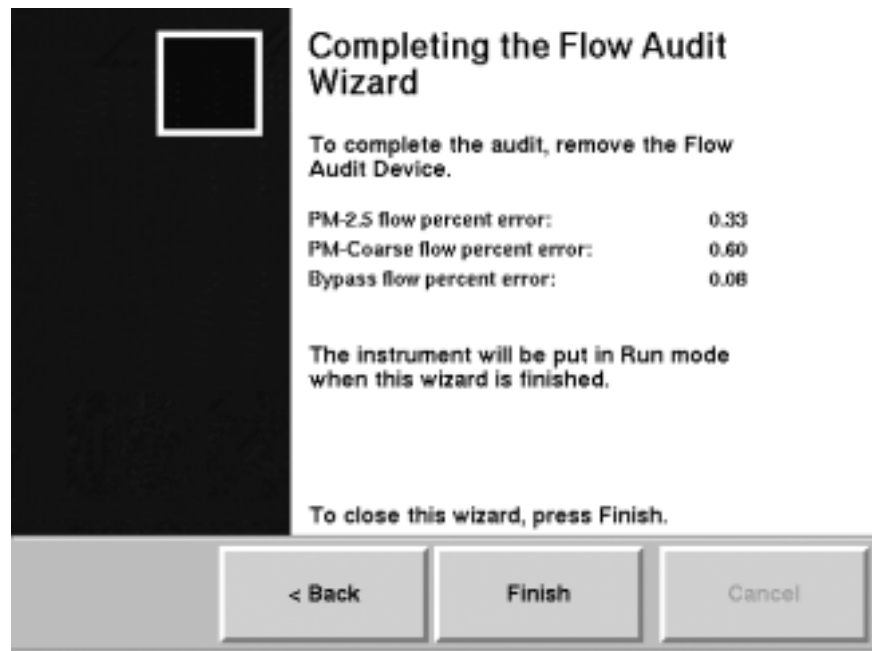 Completing the Flow Audit
Wizard
To complete the audit, remove the Flow
Audit Device.
PM-2.5 flow percent error: 0.33
PM-Coarse flow percent error: 0.60
Bypass flow percent error: 0.08
The instrument will be put in Run mode
when this wizard is finished.
To close this wizard, press Finish.
< Back Finish Cancel